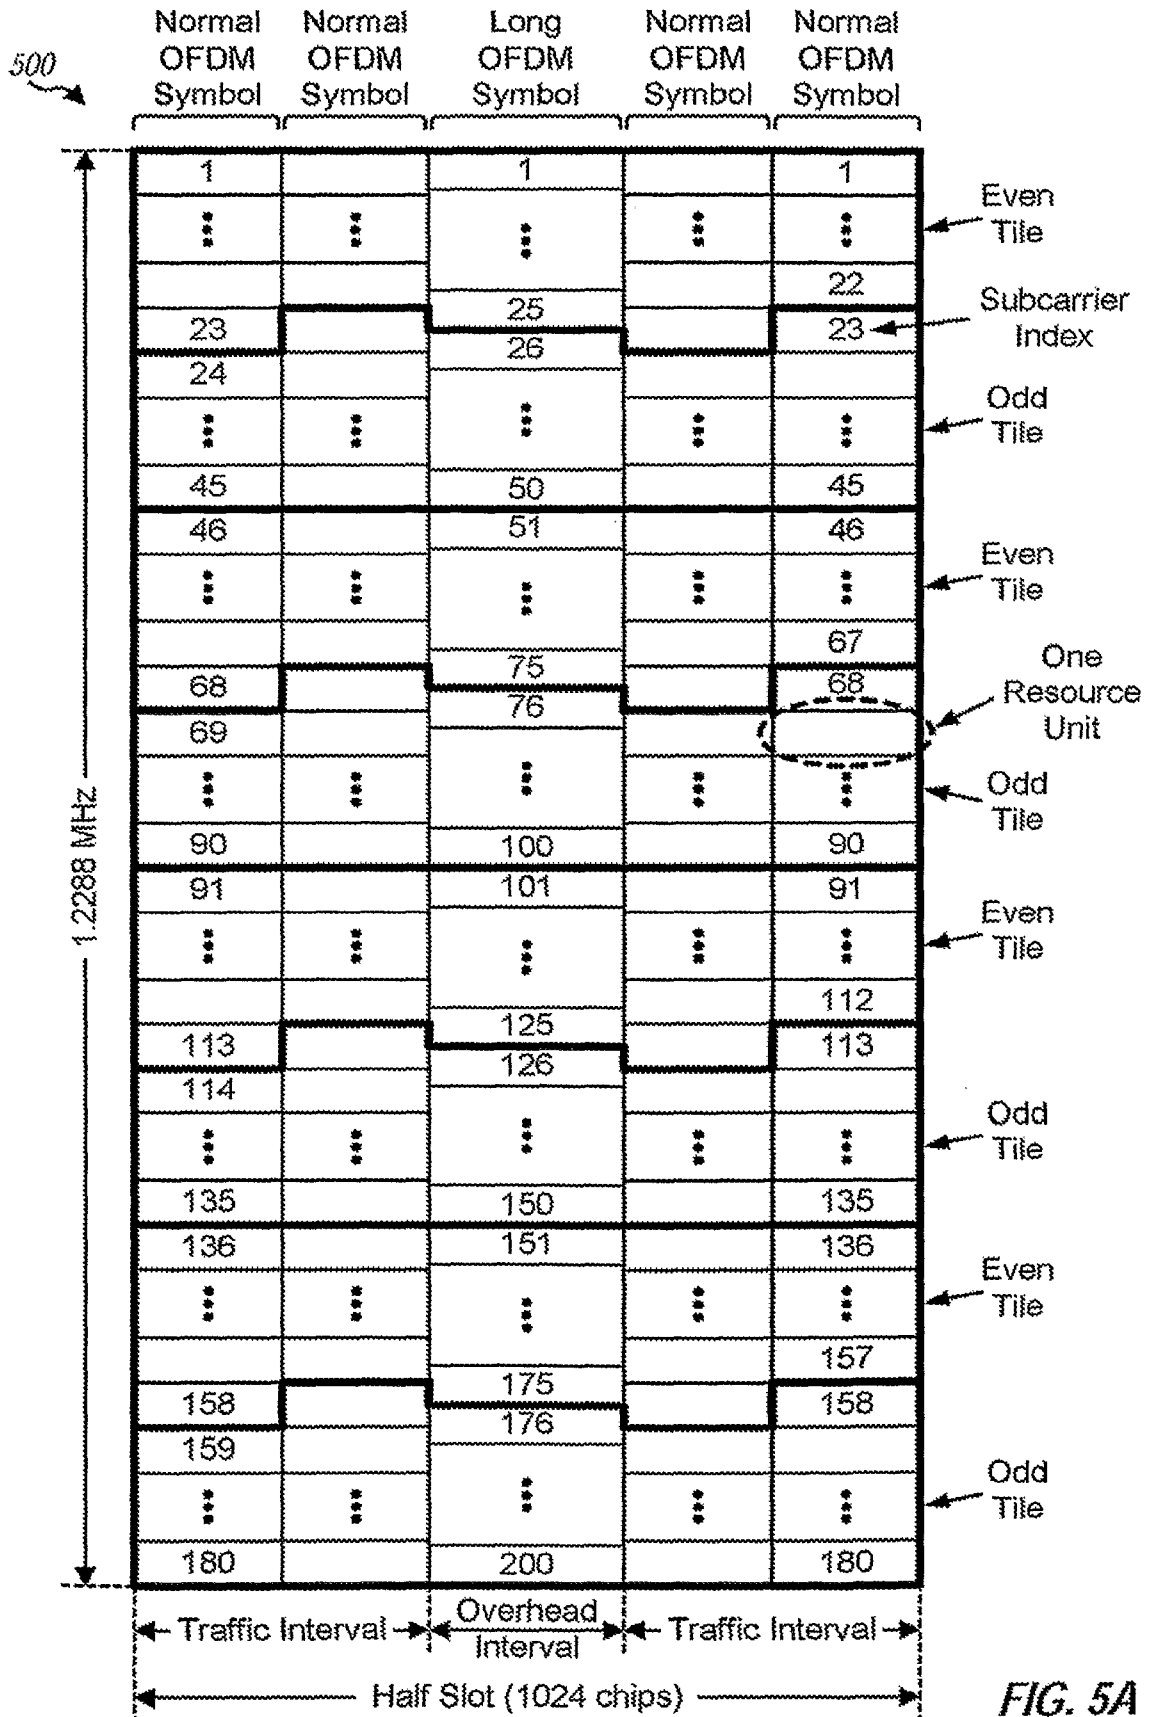 500
Normal OFDM Symbol
Normal OFDM Symbol
Long OFDM Symbol
Normal OFDM Symbol
Normal OFDM Symbol
1 1 1
Even Tile
22
25
23 23
Subcarrier Index
26
24
Odd Tile
45 50 45
46 51 46
Even Tile
67
75
68 68
One Resource Unit
76
69
Odd Tile
90 100 90
1.2288 MHz
91 101 91
Even Tile
112
125
113 113
126
114
Odd Tile
135 150 135
136 151 136
Even Tile
157
175
158 158
176
159
Odd Tile
180 200 180
Traffic Interval
Overhead Interval
Traffic Interval
Half Slot (1024 chips)
FIG. 5A